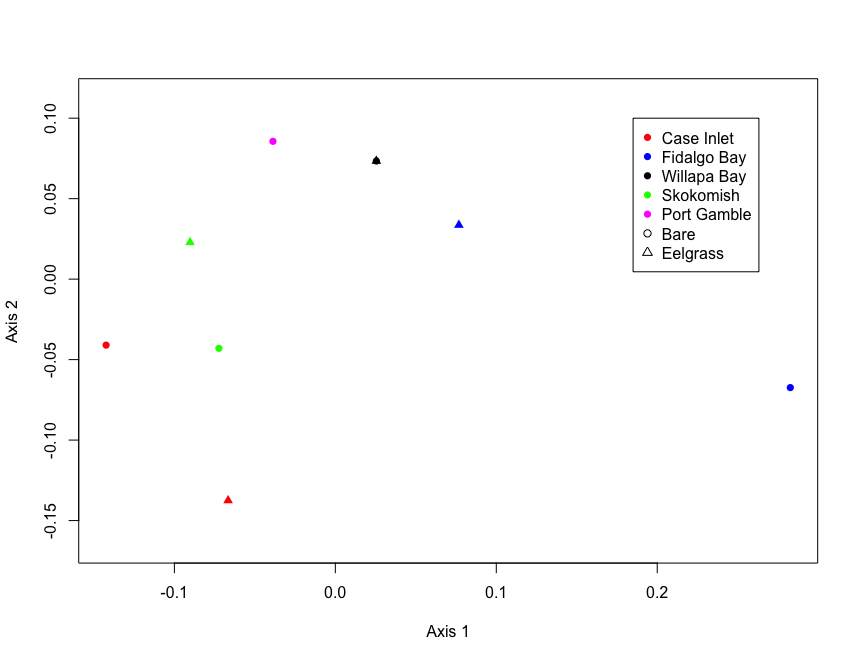 0.10
0.05
0.00
-0.05
-0.10
-0.15
Axis 2
Case Inlet
Fidalgo Bay
Willapa Bay
Skokomish
Port Gamble
Bare
Eelgrass
-0.1
0.0
0.1
0.2
Axis 1